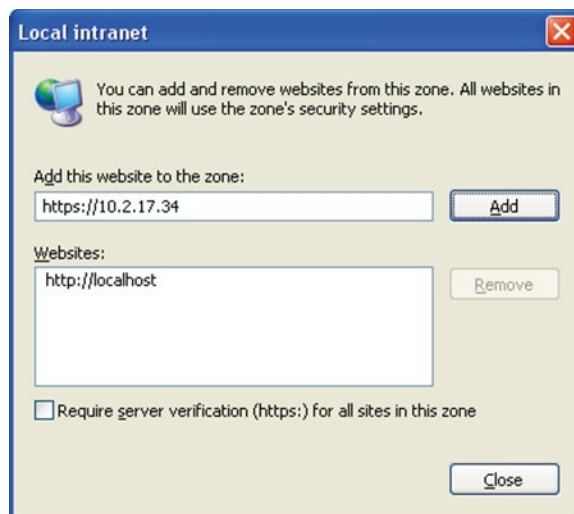 Local intranet
You can add and remove websites from this zone. All websites in
this zone will use the zone's security settings.
Add this website to the zone:
https://10.2.17.34
Add
Websites:
http://localhost
Remove
Require server verification (https:) for all sites in this zone
Close